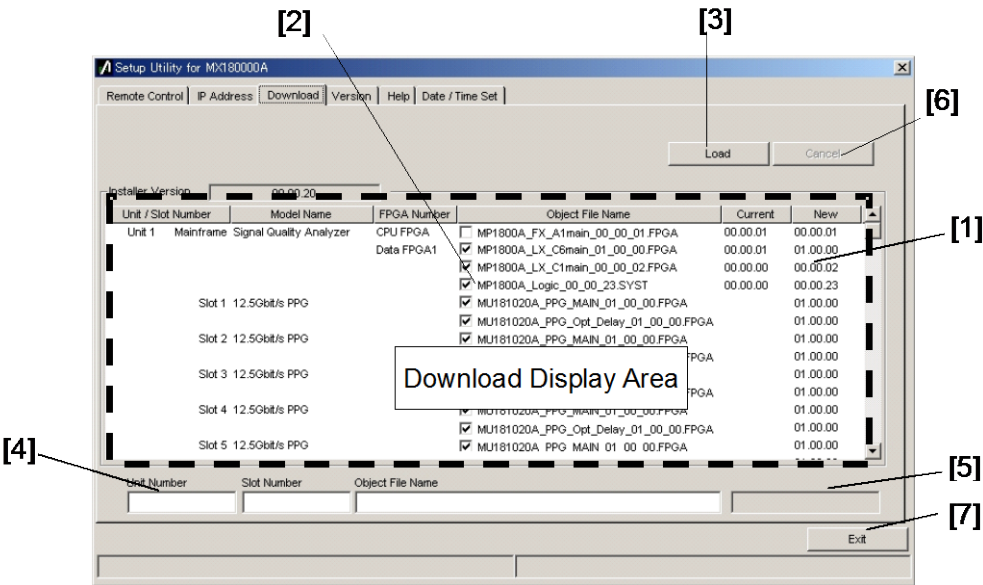 [2] [3]
Setup Utility for MX180000A
Remote Control IP Address Download Version Help Date / Time Set
[6]
Load Cancel
Installer Version 00.00.20
Unit / Slot Number Model Name FPGA Number Object File Name Current New
Unit 1 Mainframe Signal Quality Analyzer CPU FPGA MP1800A_FX_A1main_00_00_01.FPGA 00.00.01 00.00.01
[1]
Data FPGA1 MP1800A_LX_C6main_01_00_00.FPGA 00.00.01 01.00.00
MP1800A_LX_C1main_00_00_02.FPGA 00.00.00 00.00.02
MP1800A_Logic_00_00_23.SYST 00.00.00 00.00.23
Slot 1 12.5Gbit/s PPG MU181020A_PPG_MAIN_01_00_00.FPGA 01.00.00
MU181020A_PPG_Opt_Delay_01_00_00.FPGA 01.00.00
Slot 2 12.5Gbit/s PPG MU181020A_PPG_MAIN_01_00_00.FPGA 01.00.00
FPGA 01.00.00
Slot 3 12.5Gbit/s PPG 01.00.00
Download Display Area
FPGA 01.00.00
Slot 4 12.5Gbit/s PPG MU181020A_PPG_MAIN_01_00_00.FPGA 01.00.00
MU181020A_PPG_Opt_Delay_01_00_00.FPGA 01.00.00
Slot 5 12.5Gbit/s PPG MU181020A_PPG_MAIN_01_00_00.FPGA 01.00.00
[4]
[5]
Unit Number Slot Number Object File Name
[7]
Exit